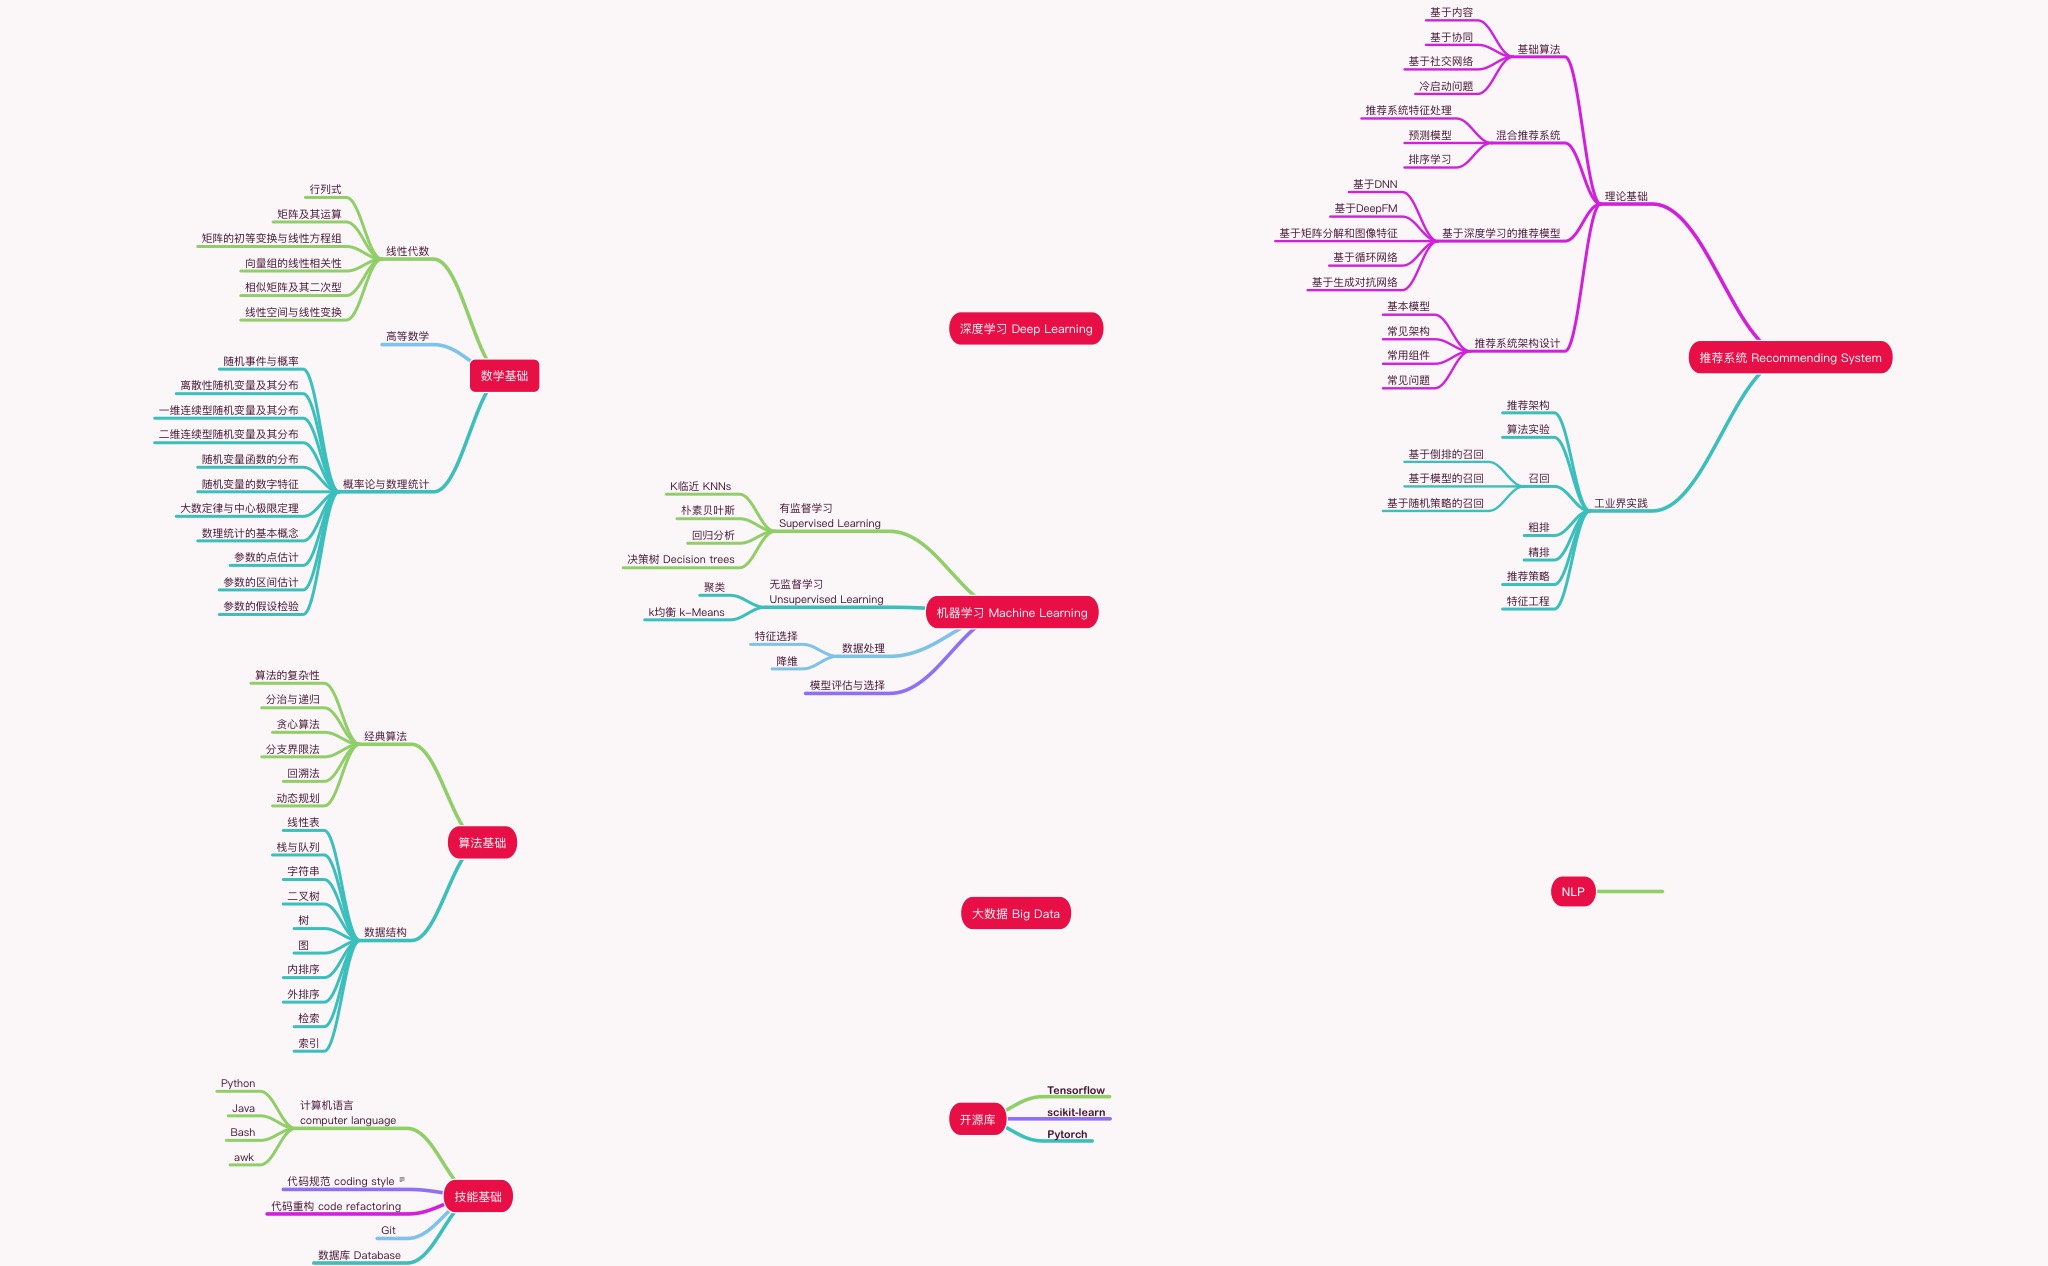 行列式
矩阵及其运算
矩阵的初等变换与线性方程组
向量组的线性相关性
相似矩阵及其二次型
线性空间与线性变换
线性代数
高等数学
随机事件与概率
离散性随机变量及其分布
一维连续型随机变量及其分布
二维连续型随机变量及其分布
随机变量函数的分布
随机变量的数字特征
大数定律与中心极限定理
数理统计的基本概念
参数的点估计
参数的区间估计
参数的假设检验
概率论与数理统计
数学基础
算法的复杂性
分治与递归
贪心算法
分支界限法
回溯法
动态规划
经典算法
线性表
栈与队列
字符串
二叉树
树
图
内排序
外排序
检索
索引
数据结构
算法基础
Python
Java
Bash
awk
计算机语言
computer language
代码规范 coding style
代码重构 code refactoring
Git
数据库 Database
技能基础
深度学习 Deep Learning
K临近 KNNs
朴素贝叶斯
回归分析
决策树 Decision trees
有监督学习
Supervised Learning
聚类
k均衡 k-Means
无监督学习
Unsupervised Learning
特征选择
降维
数据处理
模型评估与选择
机器学习 Machine Learning
大数据 Big Data
开源库
Tensorflow
scikit-learn
Pytorch
基于内容
基于协同
基于社交网络
冷启动问题
基础算法
推荐系统特征处理
预测模型
排序学习
混合推荐系统
基于DNN
基于DeepFM
基于矩阵分解和图像特征
基于循环网络
基于生成对抗网络
基于深度学习的推荐模型
基本模型
常见架构
常用组件
常见问题
推荐系统架构设计
理论基础
推荐架构
算法实验
基于倒排的召回
基于模型的召回
基于随机策略的召回
召回
粗排
精排
推荐策略
特征工程
工业界实践
推荐系统 Recommending System
NLP